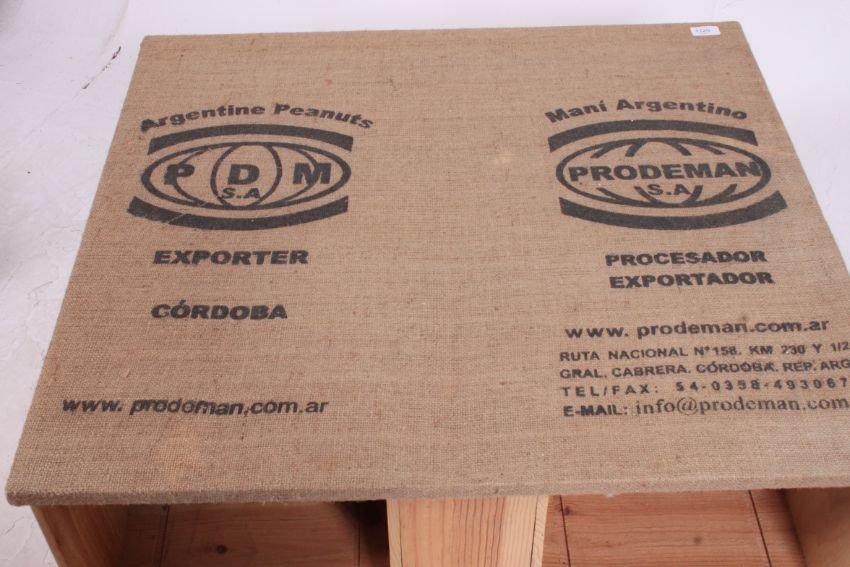 Argentine Peanuts
P D M
S.A
EXPORTER
CÓRDOBA
www. prodeman.com.ar
Maní Argentino
PRODEMAN
S.A
PROCESADOR
EXPORTADOR
www. prodeman.com.ar
RUTA NACIONAL N°158. KM 230 Y 1/2
GRAL. CABRERA. CÓRDOBA. REP. ARG
TEL/FAX: 54-0358-493067
E-MAIL: info@prodeman.com